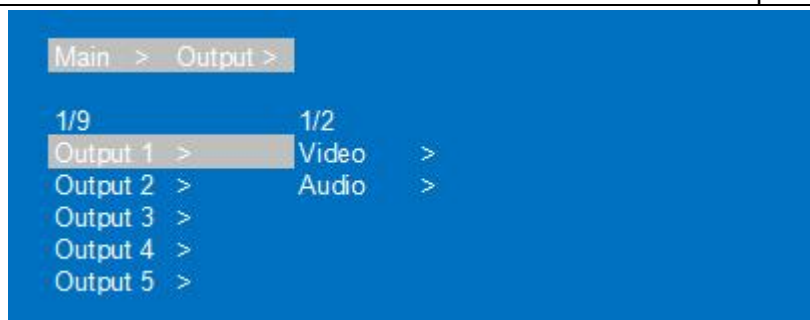 Main > Output >
1/9 1/2
Output 1 > Video >
Output 2 > Audio >
Output 3 >
Output 4 >
Output 5 >